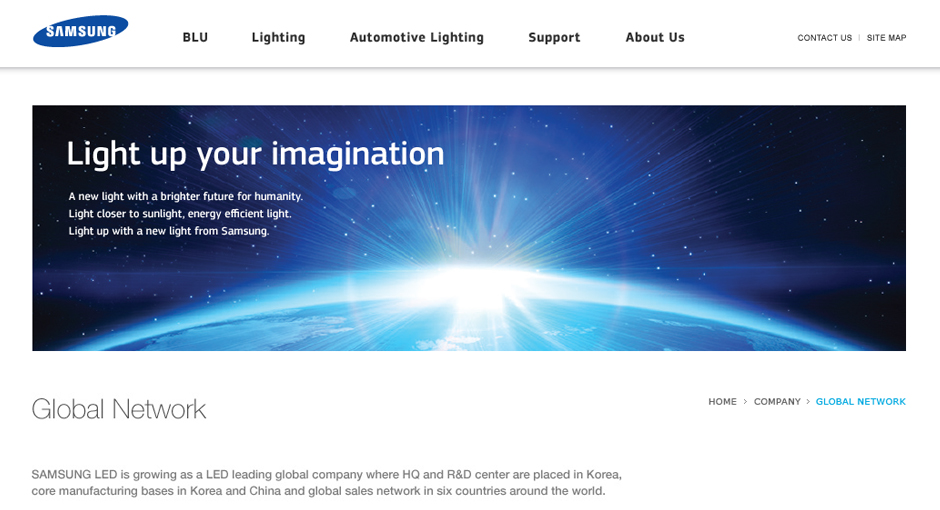 SAMSUNG
BLU
Lighting
Automotive Lighting
Support
About Us
CONTACT US | SITE MAP
Light up your imagination
A new light with a brighter future for humanity.
Light closer to sunlight, energy efficient light.
Light up with a new light from Samsung.
Global Network
HOME > COMPANY > GLOBAL NETWORK
SAMSUNG LED is growing as a LED leading global company where HQ and R&D center are placed in Korea,
core manufacturing bases in Korea and China and global sales network in six countries around the world.